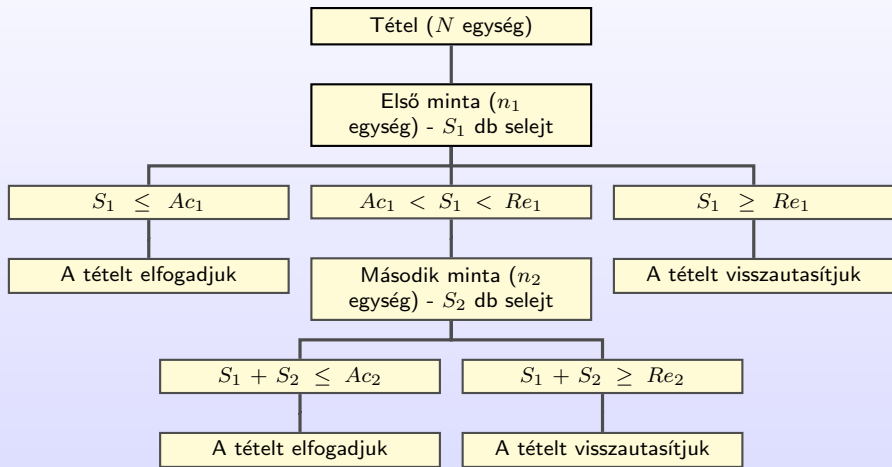 Tétel (N egység)
Első minta (n₁
egység) - S₁ db selejt
S₁ ≤ Ac₁
Ac₁ < S₁ < Re₁
S₁ ≥ Re₁
A tételt elfogadjuk
Második minta (n₂
egység) - S₂ db selejt
A tételt visszautasítjuk
S₁ + S₂ ≤ Ac₂
S₁ + S₂ ≥ Re₂
A tételt elfogadjuk
A tételt visszautasítjuk